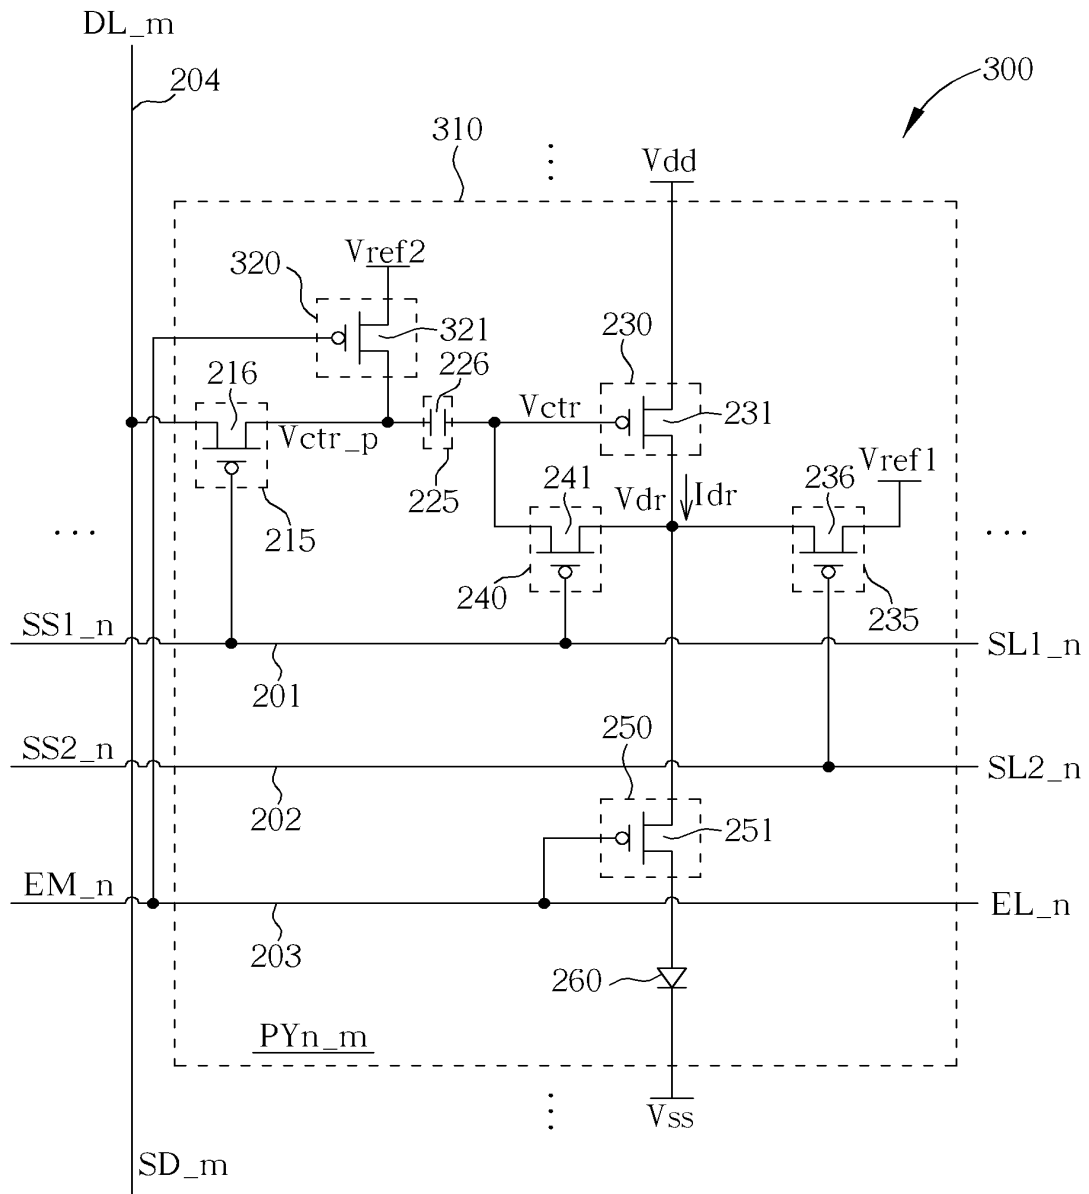 DL_m
204
300
310
Vdd
Vref2
320
321
230
226
216
Vctr
231
Vctr_p
Vref1
225
241
Vdr
Idr
236
215
...
...
240
235
SS1_n
SL1_n
201
250
SS2_n
SL2_n
202
251
EM_n
EL_n
203
260
PYn_m
Vss
SD_m